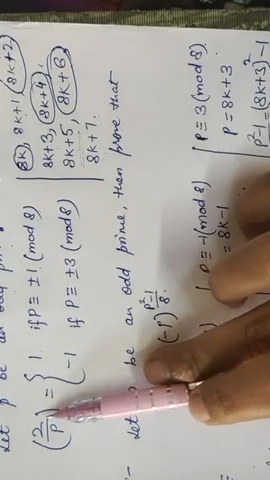 Let p be an odd pri
(2/p) = { 1 if p ≡ ±1 (mod 8)
-1 if p ≡ ±3 (mod 8)
8k, 8k+1, 8k+2,
8k+3, 8k+4,
8k+5, 8k+6,
8k+7.
Let be an odd prime, then prove that
(-1)^{\frac{p²-1}{8}}.
p ≡ -1 (mod 8)
= 8k-1
p ≡ 3 (mod 8)
p = 8k+3
p²-1 = (8k+3)²-1